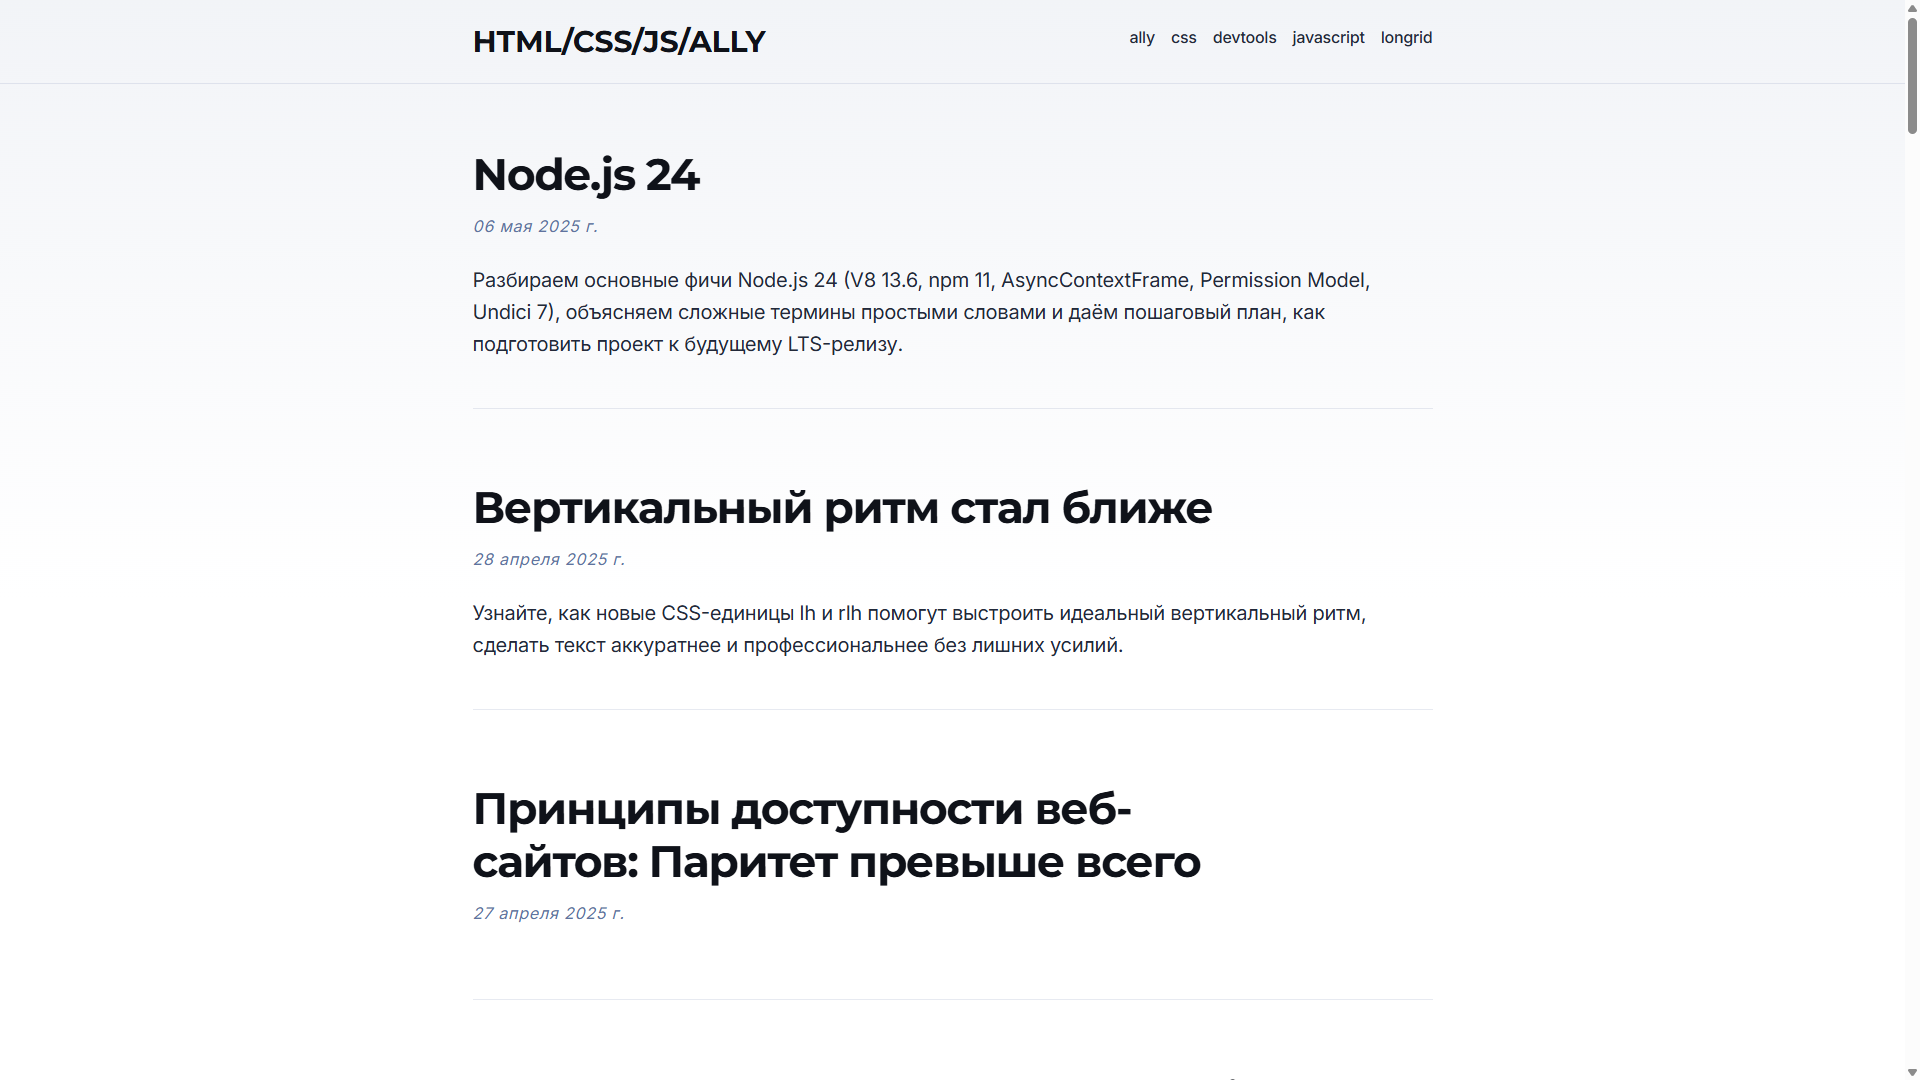 HTML/CSS/JS/ALLY
ally css devtools javascript longrid
Node.js 24
06 мая 2025 г.
Разбираем основные фичи Node.js 24 (V8 13.6, npm 11, AsyncContextFrame, Permission Model,
Undici 7), объясняем сложные термины простыми словами и даём пошаговый план, как
подготовить проект к будущему LTS-релизу.
Вертикальный ритм стал ближе
28 апреля 2025 г.
Узнайте, как новые CSS-единицы lh и rlh помогут выстроить идеальный вертикальный ритм,
сделать текст аккуратнее и профессиональнее без лишних усилий.
Принципы доступности веб-
сайтов: Паритет превыше всего
27 апреля 2025 г.